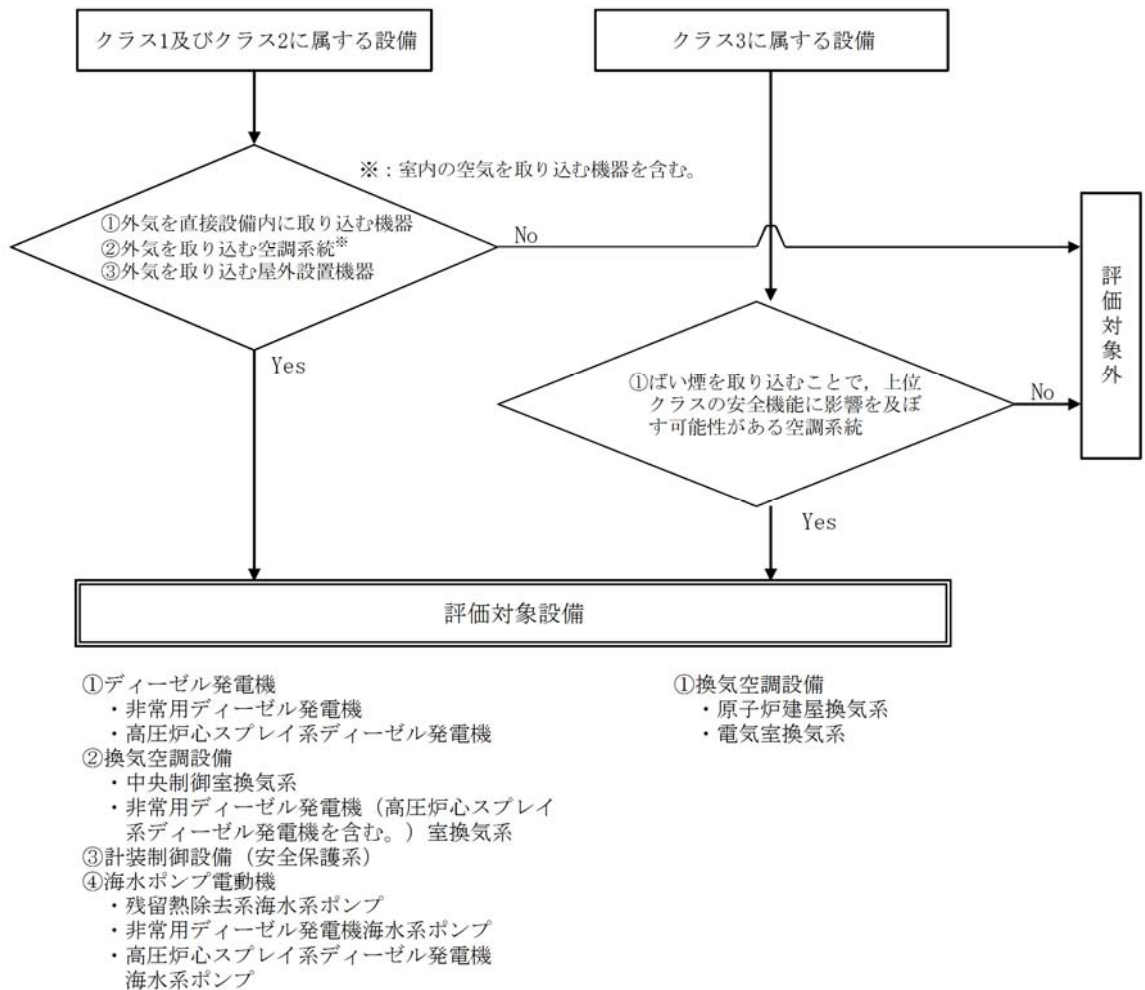 クラス1及びクラス2に属する設備
クラス3に属する設備
※：室内の空気を取り込む機器を含む。
①外気を直接設備内に取り込む機器
②外気を取り込む空調系統※
③外気を取り込む屋外設置機器
No
Yes
①ばい煙を取り込むことで，上位
クラスの安全機能に影響を及ぼ
す可能性がある空調系統
No
Yes
評価対象外
評価対象設備
①ディーゼル発電機
・非常用ディーゼル発電機
・高圧炉心スプレイ系ディーゼル発電機
②換気空調設備
・中央制御室換気系
・非常用ディーゼル発電機（高圧炉心スプレイ
系ディーゼル発電機を含む。）室換気系
③計装制御設備（安全保護系）
④海水ポンプ電動機
・残留熱除去系海水系ポンプ
・非常用ディーゼル発電機海水系ポンプ
・高圧炉心スプレイ系ディーゼル発電機
海水系ポンプ
①換気空調設備
・原子炉建屋換気系
・電気室換気系